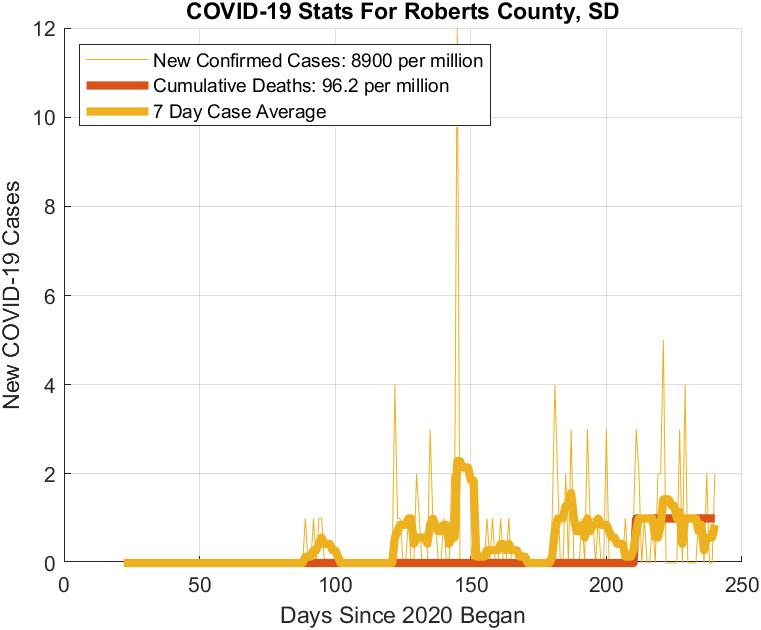 COVID-19 Stats For Roberts County, SD
New Confirmed Cases: 8900 per million
Cumulative Deaths: 96.2 per million
7 Day Case Average
New COVID-19 Cases
12
10
8
6
4
2
0
0 50 100 150 200 250
Days Since 2020 Began